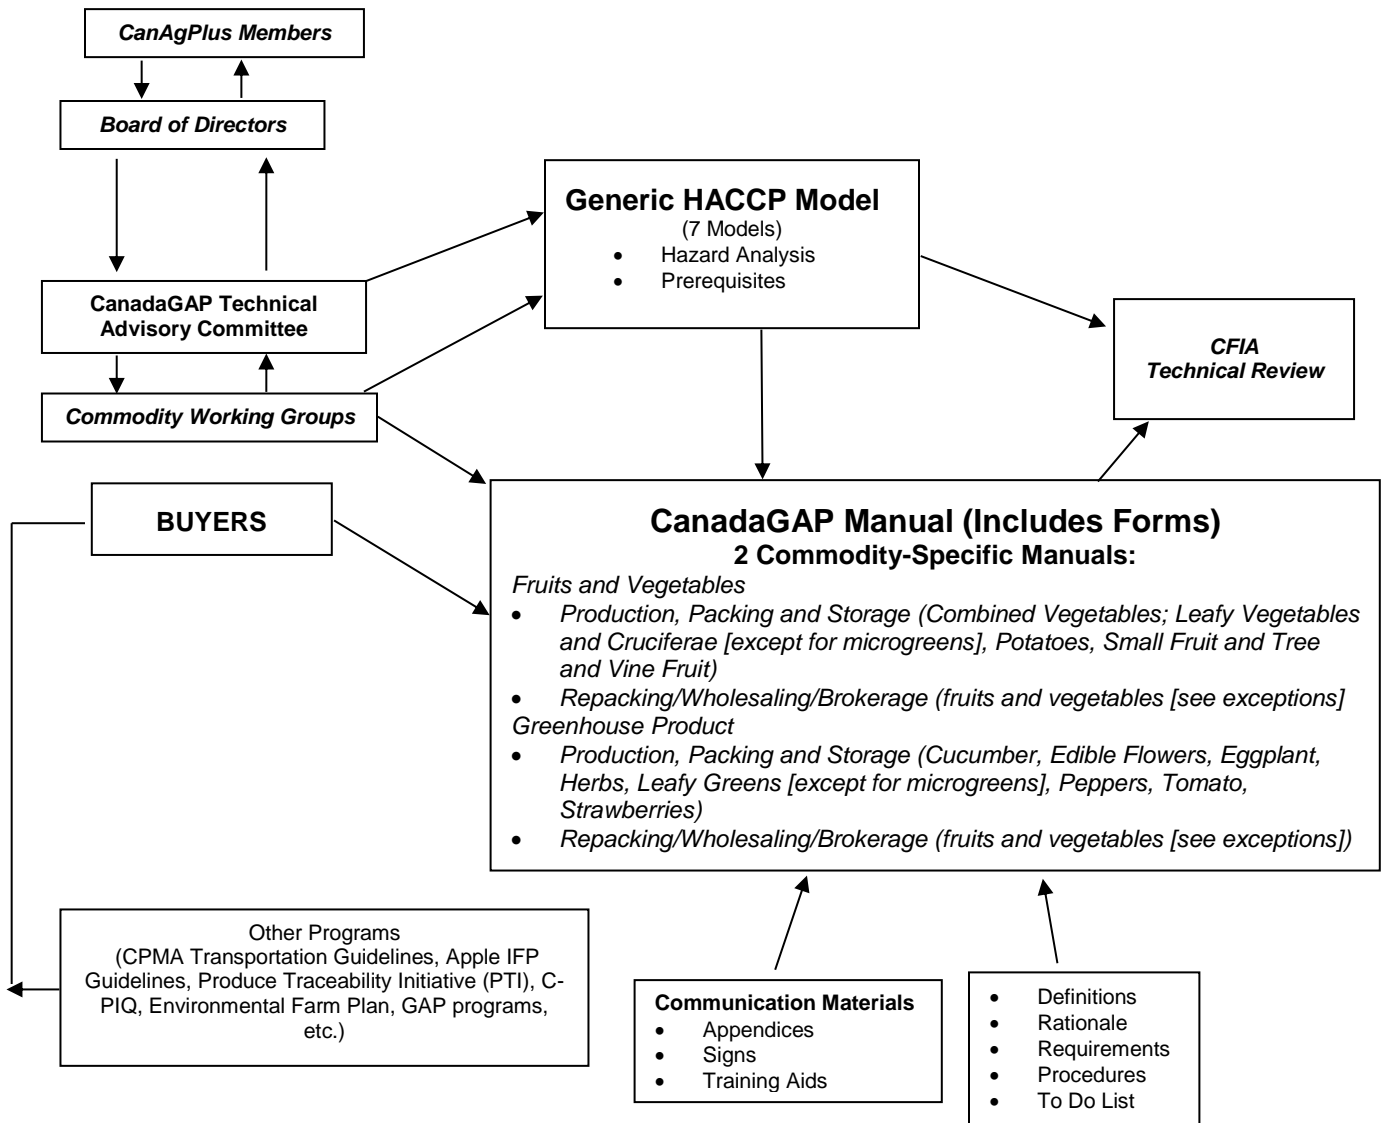 CanAgPlus Members
Board of Directors
Generic HACCP Model
(7 Models)
• Hazard Analysis
• Prerequisites
CanadaGAP Technical
Advisory Committee
CFIA
Technical Review
Commodity Working Groups
BUYERS
CanadaGAP Manual (Includes Forms)
2 Commodity-Specific Manuals:
Fruits and Vegetables
• Production, Packing and Storage (Combined Vegetables; Leafy Vegetables
and Cruciferae [except for microgreens], Potatoes, Small Fruit and Tree
and Vine Fruit)
• Repacking/Wholesaling/Brokerage (fruits and vegetables [see exceptions]
Greenhouse Product
• Production, Packing and Storage (Cucumber, Edible Flowers, Eggplant,
Herbs, Leafy Greens [except for microgreens], Peppers, Tomato,
Strawberries)
• Repacking/Wholesaling/Brokerage (fruits and vegetables [see exceptions])
Other Programs
(CPMA Transportation Guidelines, Apple IFP
Guidelines, Produce Traceability Initiative (PTI), C-
PIQ, Environmental Farm Plan, GAP programs,
etc.)
Communication Materials
• Appendices
• Signs
• Training Aids
• Definitions
• Rationale
• Requirements
• Procedures
• To Do List